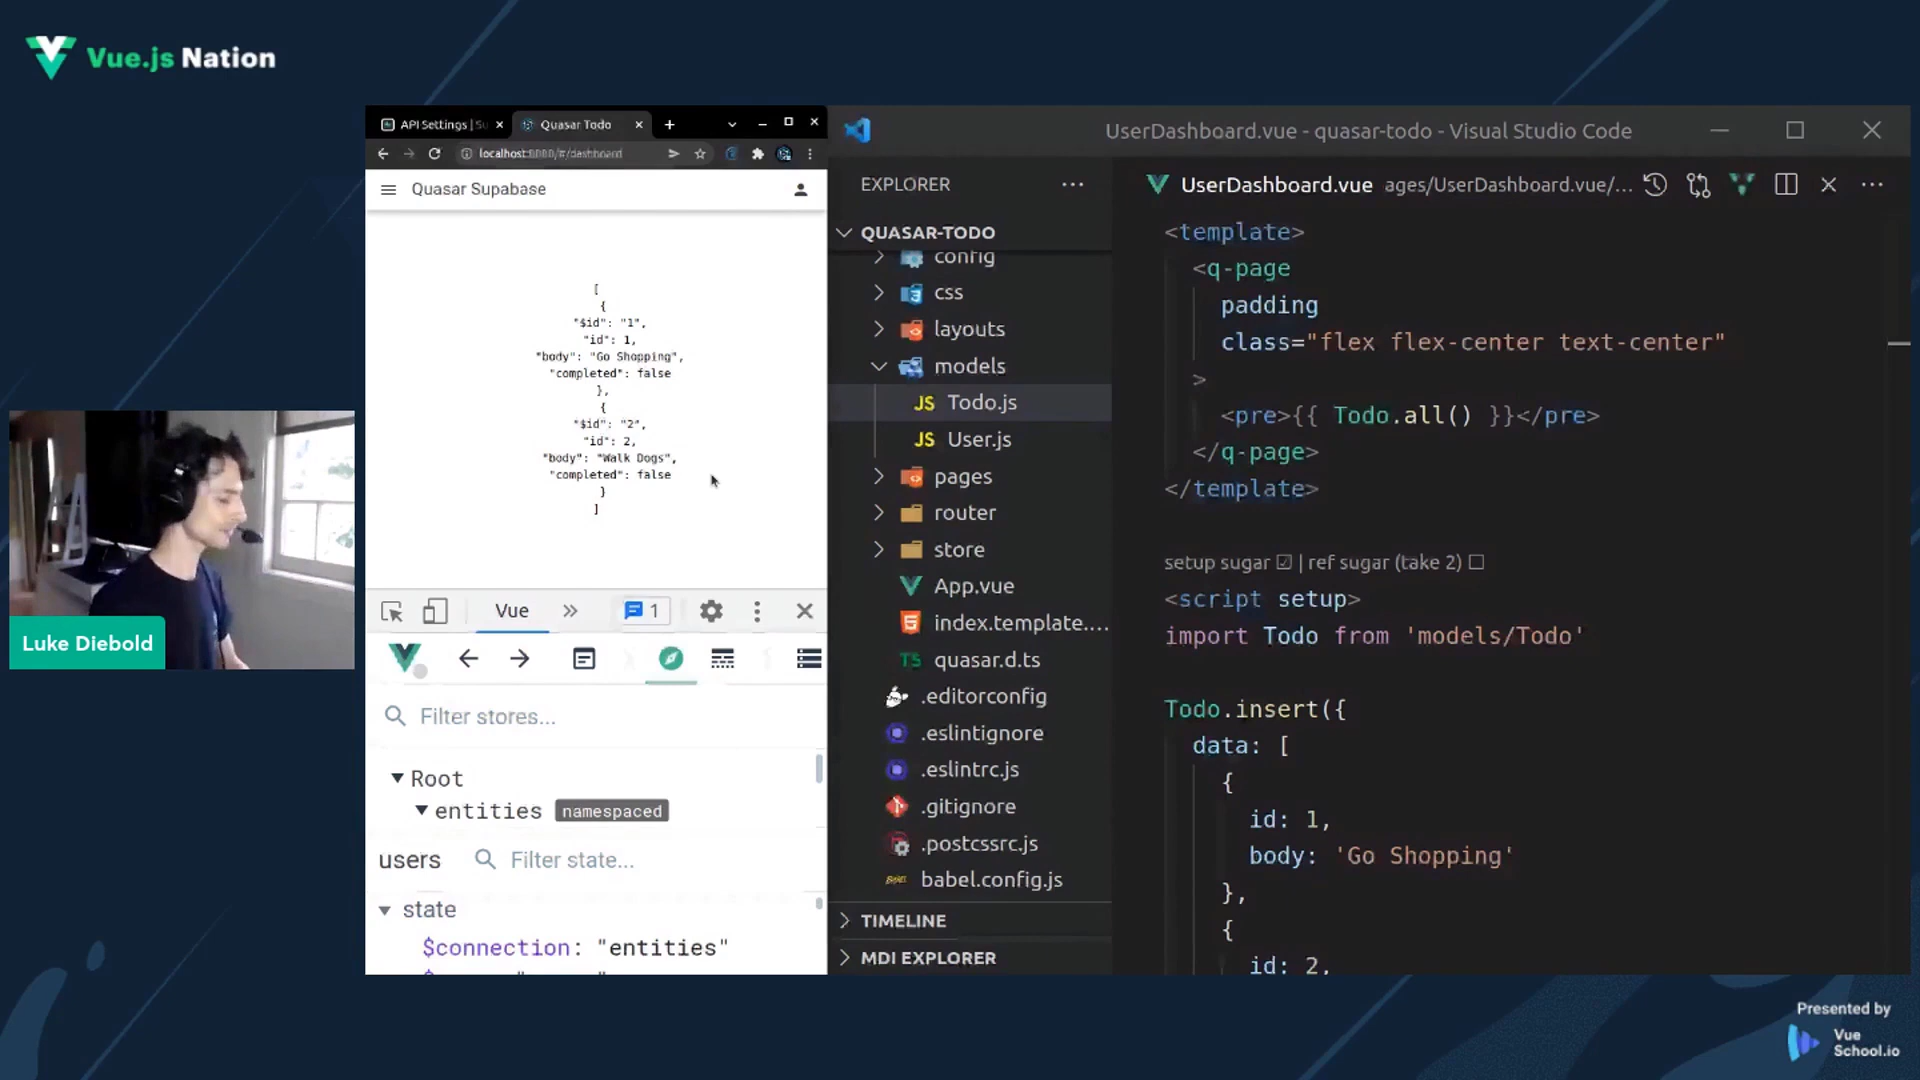 Vue.js Nation
API Settings | Su
Quasar Todo
localhost:8080/#/dashboard
Quasar Supabase
[
{
"$id": "1",
"id": 1,
"body": "Go Shopping",
"completed": false
},
{
"$id": "2",
"id": 2,
"body": "Walk Dogs",
"completed": false
}
]
Luke Diebold
Vue
1
Filter stores...
Root
entities namespaced
users Filter state...
state
$connection: "entities"
UserDashboard.vue - quasar-todo - Visual Studio Code
EXPLORER
QUASAR-TODO
config
css
layouts
models
JS Todo.js
JS User.js
pages
router
store
App.vue
index.template....
TS quasar.d.ts
.editorconfig
.eslintignore
.eslintrc.js
.gitignore
.postcssrc.js
babel.config.js
TIMELINE
MDI EXPLORER
UserDashboard.vue ages/UserDashboard.vue/...
<template>
<q-page
padding
class="flex flex-center text-center"
>
<pre>{{ Todo.all() }}</pre>
</q-page>
</template>
setup sugar ☑ | ref sugar (take 2) ☐
<script setup>
import Todo from 'models/Todo'
Todo.insert({
data: [
{
id: 1,
body: 'Go Shopping'
},
{
id: 2,
Presented by
Vue
School.io